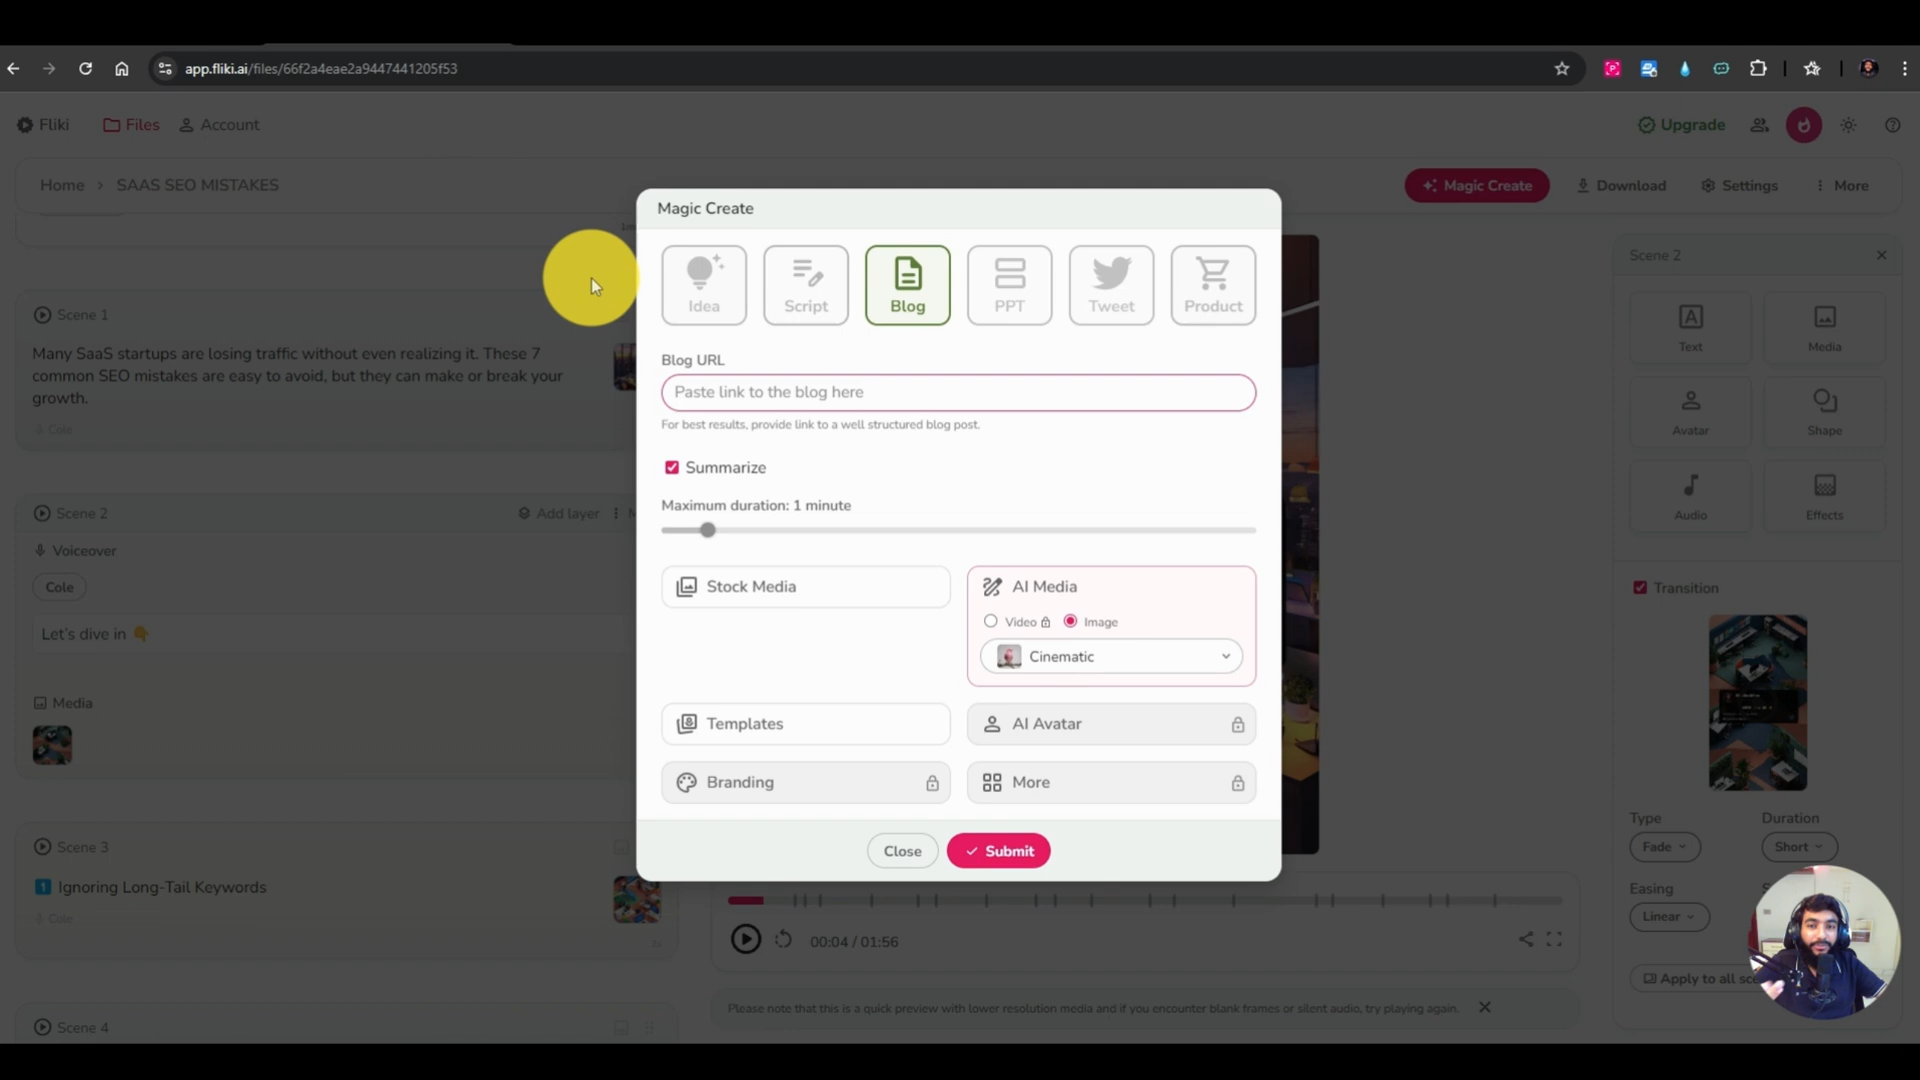 app.fliki.ai/files/66f2a4eae2a9447441205f53
Fliki
Files
Account
Upgrade
Home > SAAS SEO MISTAKES
Magic Create
Download
Settings
More
Scene 1
Many SaaS startups are losing traffic without even realizing it. These 7
common SEO mistakes are easy to avoid, but they can make or break your
growth.
Cole
Scene 2
Add layer
Voiceover
Cole
Let's dive in 👇
Media
Scene 3
1 Ignoring Long-Tail Keywords
Cole
Scene 4
Magic Create
Idea
Script
Blog
PPT
Tweet
Product
Blog URL
Paste link to the blog here
For best results, provide link to a well structured blog post.
Summarize
Maximum duration: 1 minute
Stock Media
AI Media
Video
Image
Cinematic
Templates
AI Avatar
Branding
More
Close
Submit
00:04 / 01:56
Please note that this is a quick preview with lower resolution media and if you encounter blank frames or silent audio, try playing again.
Scene 2
Text
Media
Avatar
Shape
Audio
Effects
Transition
Type
Duration
Fade
Short
Easing
Linear
Apply to all